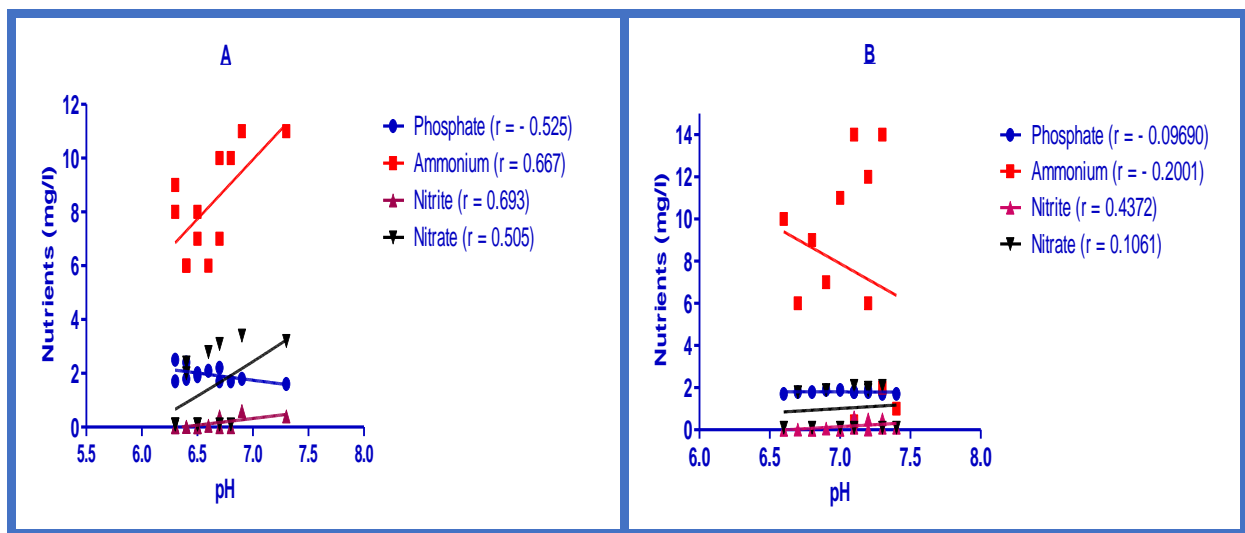 A
12
10
8
6
4
2
0
5.5 6.0 6.5 7.0 7.5 8.0
pH
Nutrients (mg/l)
Phosphate (r = - 0.525)
Ammonium (r = 0.667)
Nitrite (r = 0.693)
Nitrate (r = 0.505)
B
14
12
10
8
6
4
2
0
6.0 6.5 7.0 7.5 8.0
pH
Nutrients (mg/l)
Phosphate (r = - 0.09690)
Ammonium (r = - 0.2001)
Nitrite (r = 0.4372)
Nitrate (r = 0.1061)